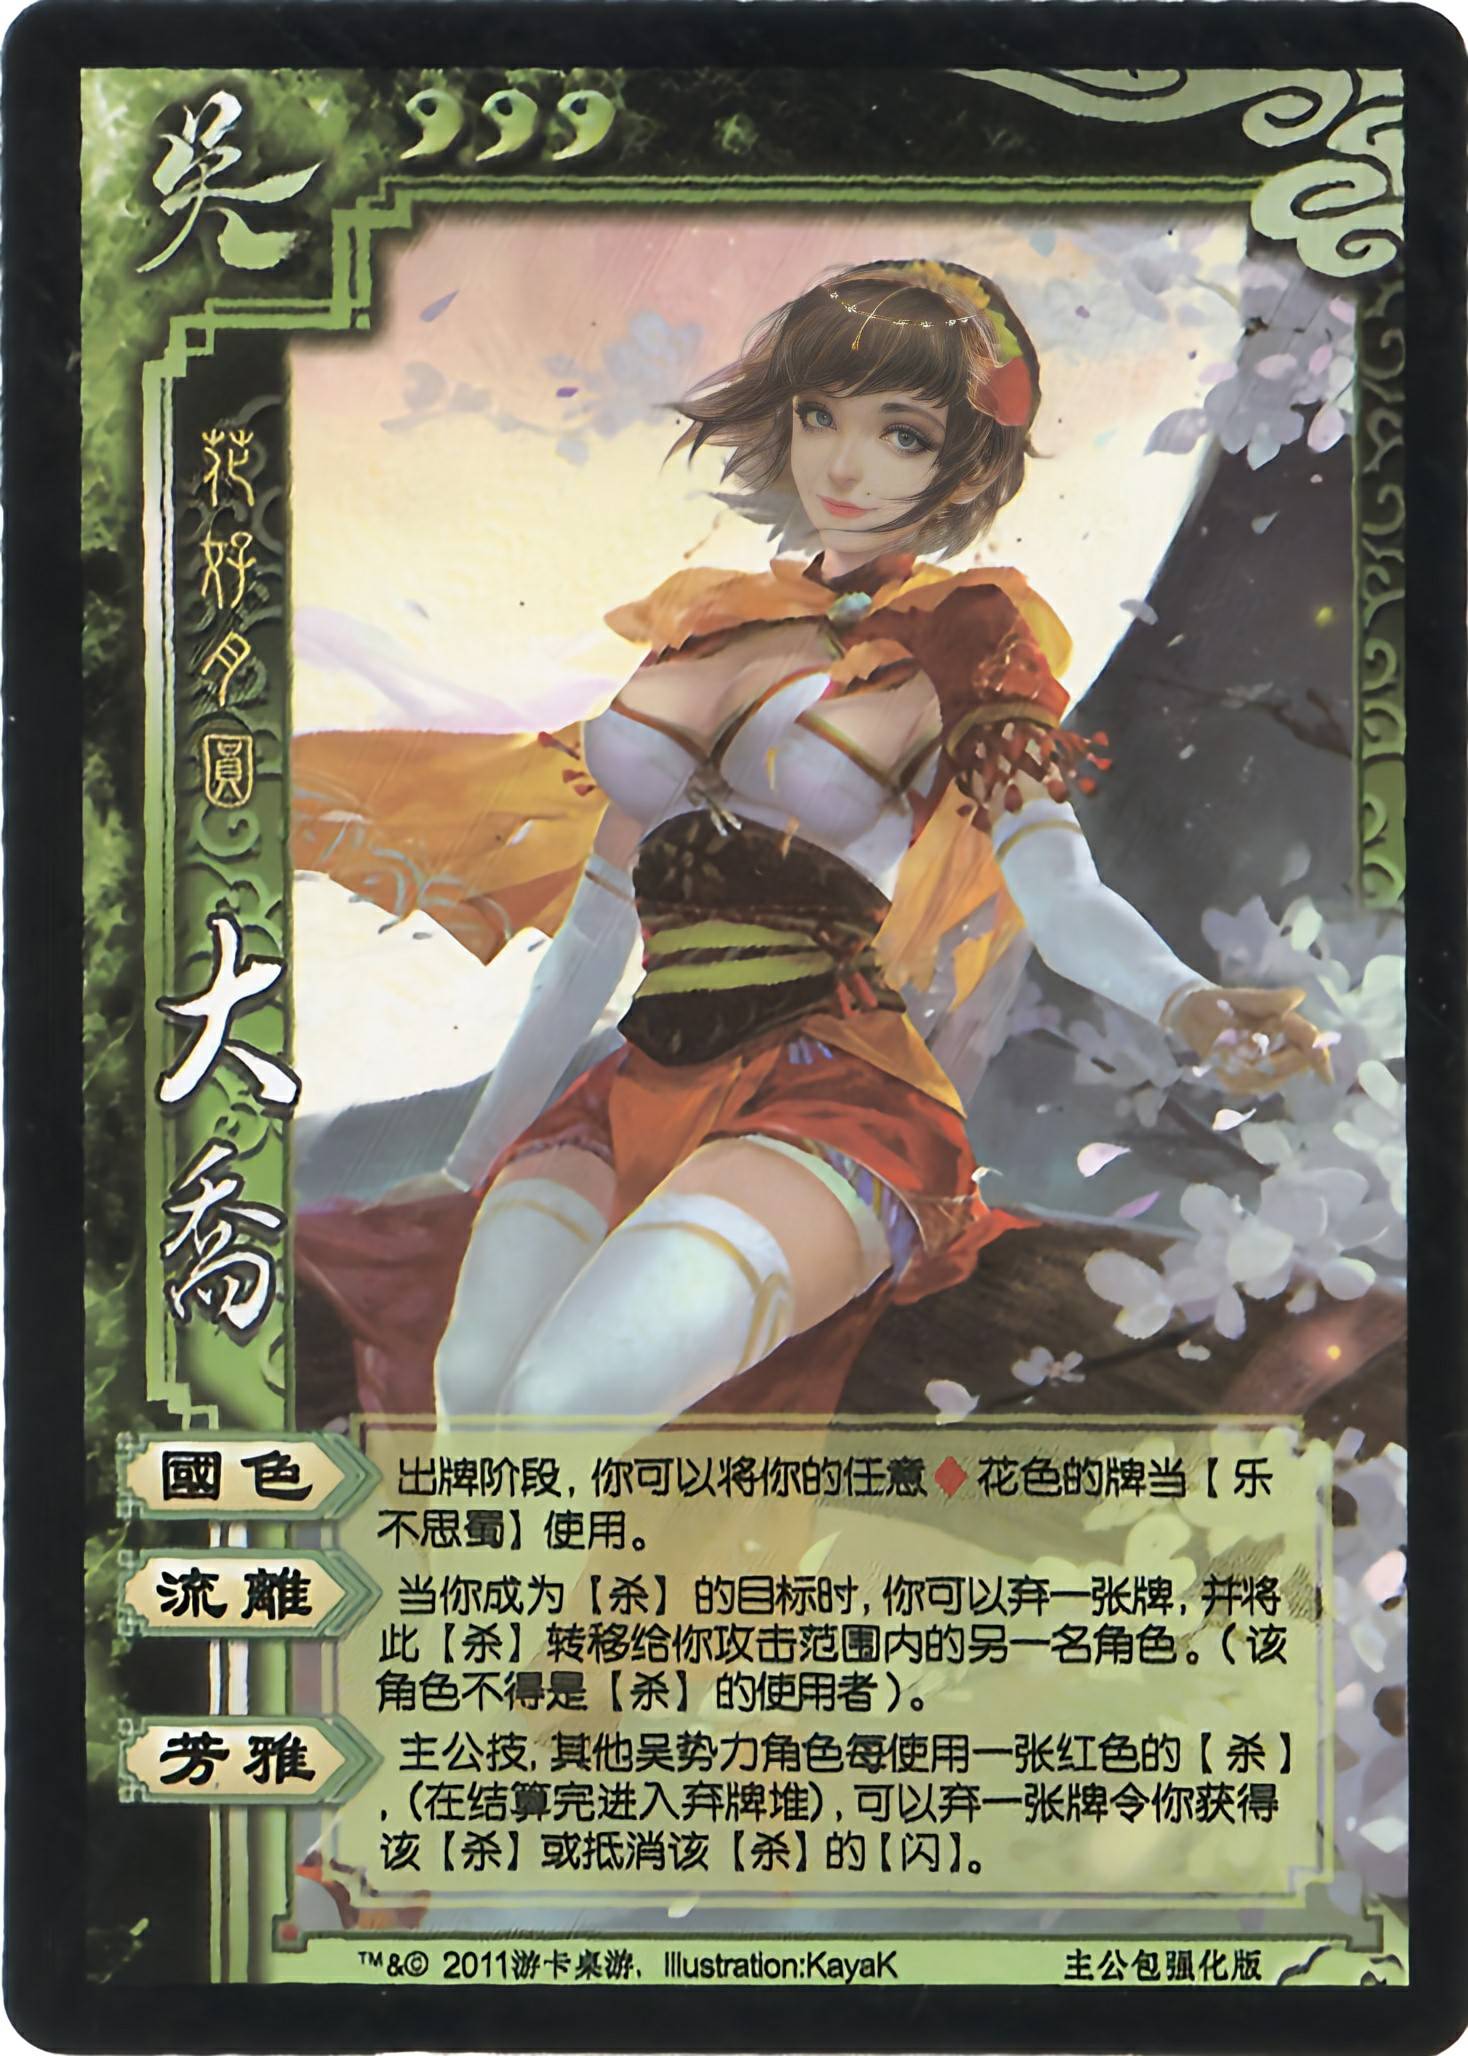 吳
花好月圓
大喬
國色
出牌阶段，你可以将你的任意♦花色的牌当【乐
不思蜀】使用。
流離
当你成为【杀】的目标时，你可以弃一张牌，并将
此【杀】转移给你攻击范围内的另一名角色。（该
角色不得是【杀】的使用者）。
芳雅
主公技，其他吴势力角色每使用一张红色的【杀】
，（在结算完进入弃牌堆），可以弃一张牌令你获得
该【杀】或抵消该【杀】的【闪】。
™&© 2011游卡桌游. Illustration:KayaK
主公包强化版